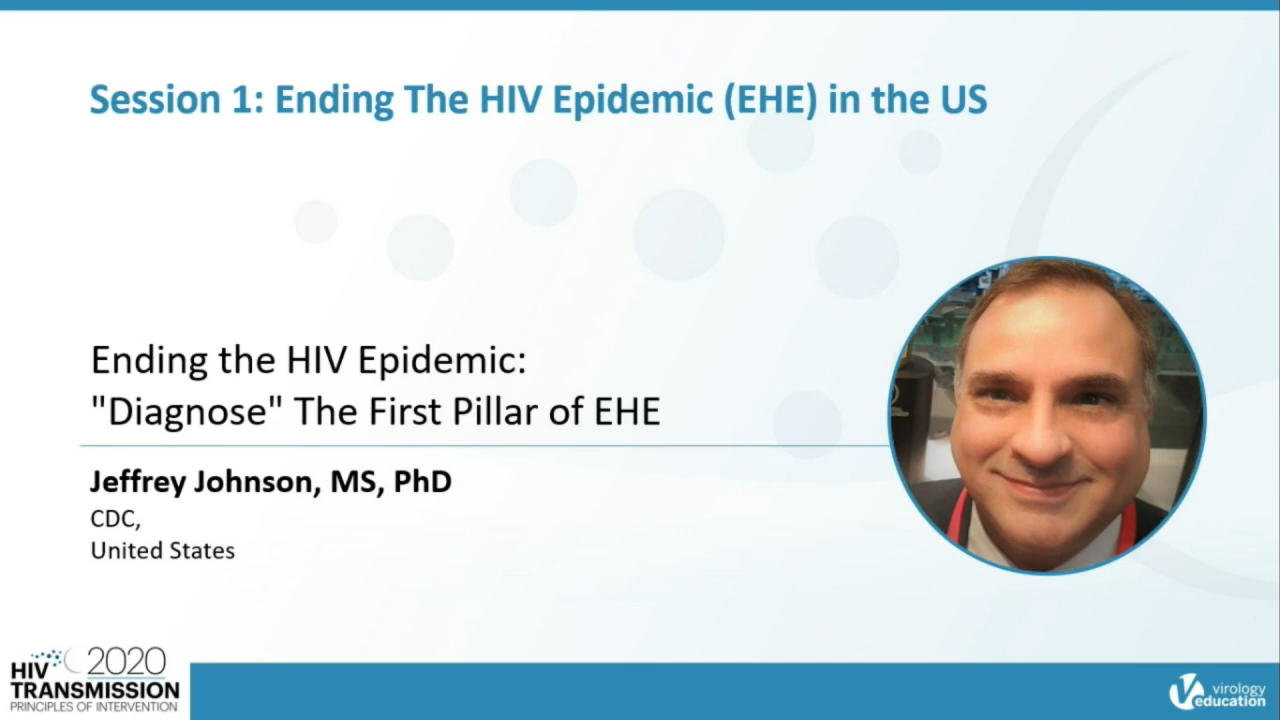 Session 1: Ending The HIV Epidemic (EHE) in the US
Ending the HIV Epidemic:
"Diagnose" The First Pillar of EHE
Jeffrey Johnson, MS, PhD
CDC,
United States
HIV 2020
TRANSMISSION
PRINCIPLES OF INTERVENTION
virology
education